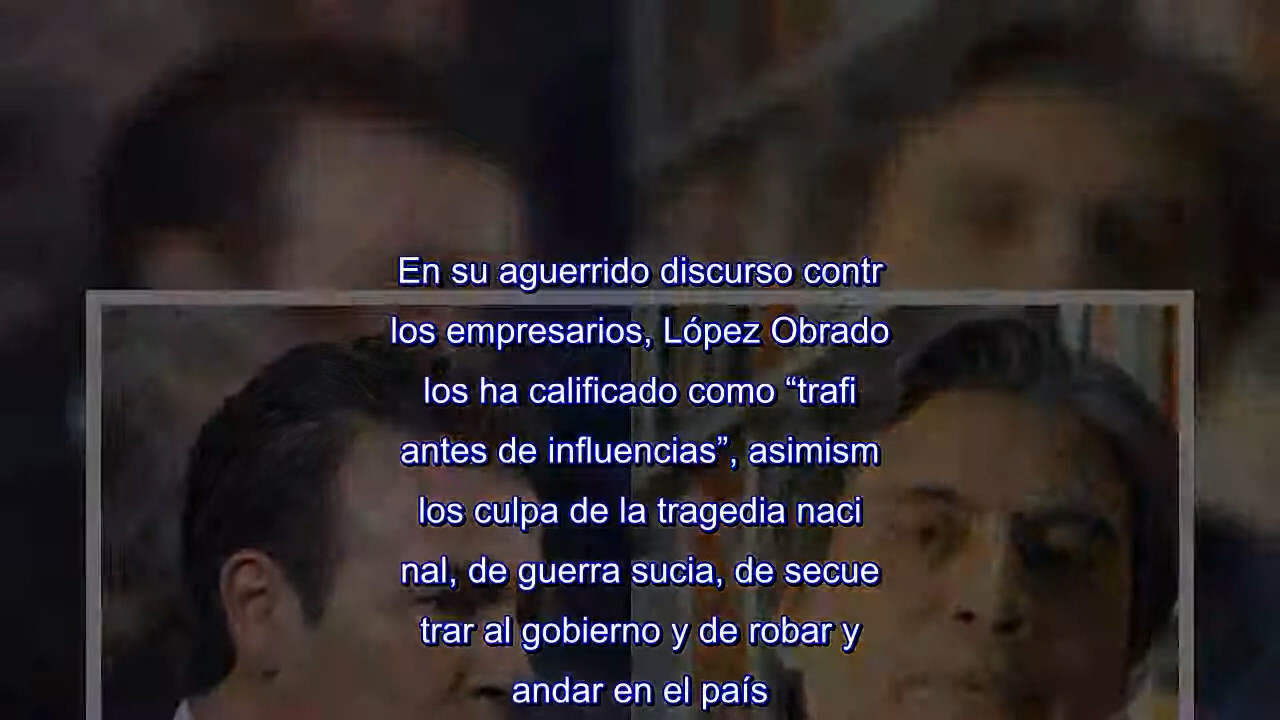 En su aguerrido discurso contr
los empresarios, López Obrado
los ha calificado como “trafi
antes de influencias”, asimism
los culpa de la tragedia naci
nal, de guerra sucia, de secue
trar al gobierno y de robar y
andar en el país